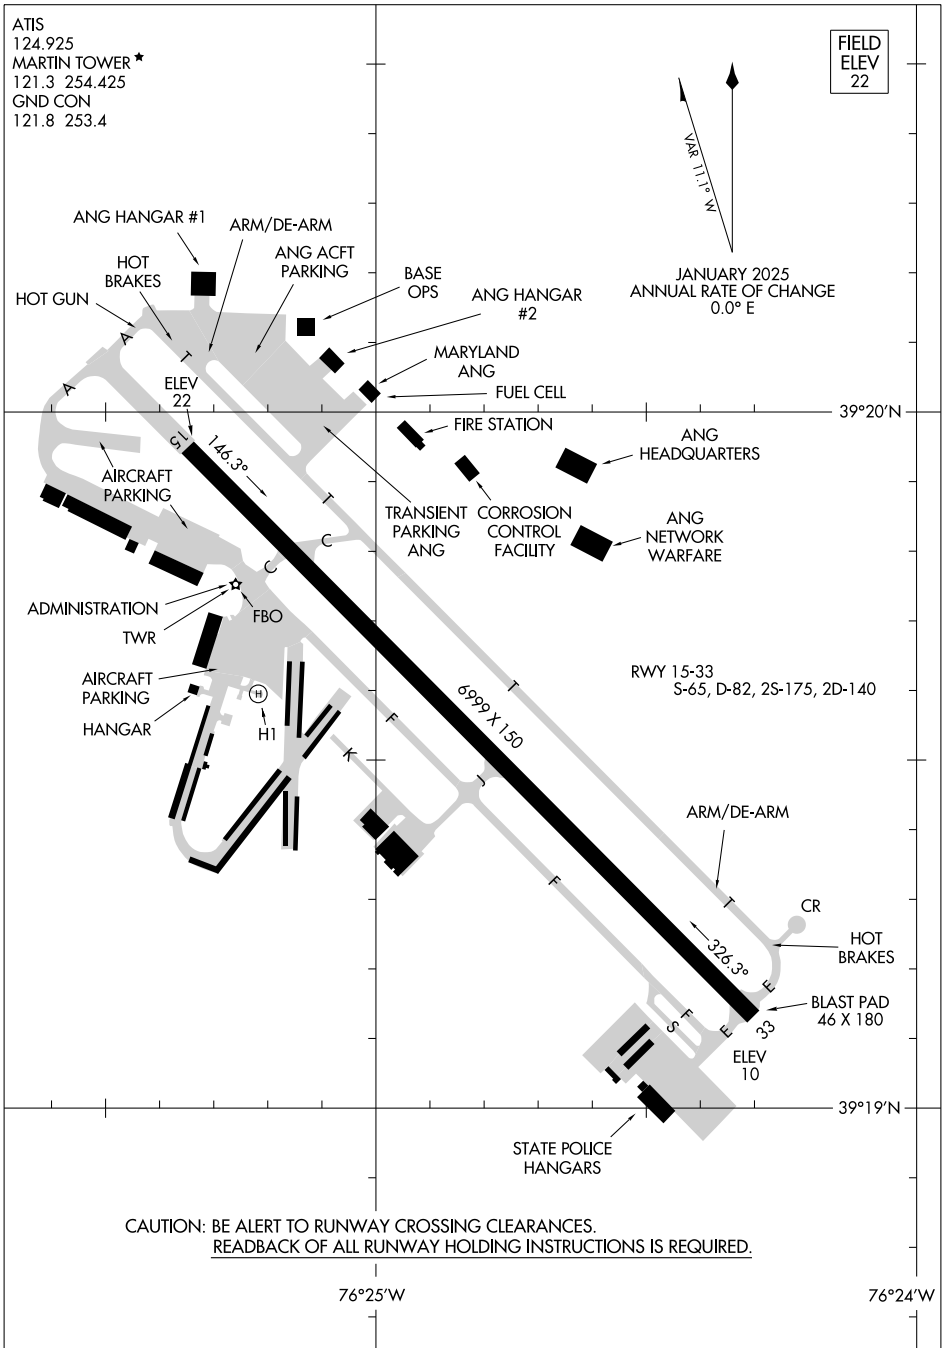 ATIS
124.925
MARTIN TOWER★
121.3 254.425
GND CON
121.8 253.4
FIELD
ELEV
22
VAR 11.1° W
JANUARY 2025
ANNUAL RATE OF CHANGE
0.0° E
ANG HANGAR #1
ARM/DE-ARM
HOT
BRAKES
ANG ACFT
PARKING
HOT GUN
BASE
OPS
ANG HANGAR
#2
MARYLAND
ANG
FUEL CELL
A
T
A
ELEV
22
39°20'N
FIRE STATION
ANG
HEADQUARTERS
15
146.3°
AIRCRAFT
PARKING
T
TRANSIENT
PARKING
ANG
CORROSION
CONTROL
FACILITY
ANG
NETWORK
WARFARE
C
C
ADMINISTRATION
TWR
FBO
AIRCRAFT
PARKING
HANGAR
H
H1
RWY 15-33
S-65, D-82, 2S-175, 2D-140
T
6999 X 150
F
K
J
ARM/DE-ARM
F
T
CR
326.3°
HOT
BRAKES
E
BLAST PAD
46 X 180
F
S
E
33
ELEV
10
39°19'N
STATE POLICE
HANGARS
CAUTION: BE ALERT TO RUNWAY CROSSING CLEARANCES.
READBACK OF ALL RUNWAY HOLDING INSTRUCTIONS IS REQUIRED.
76°25'W
76°24'W